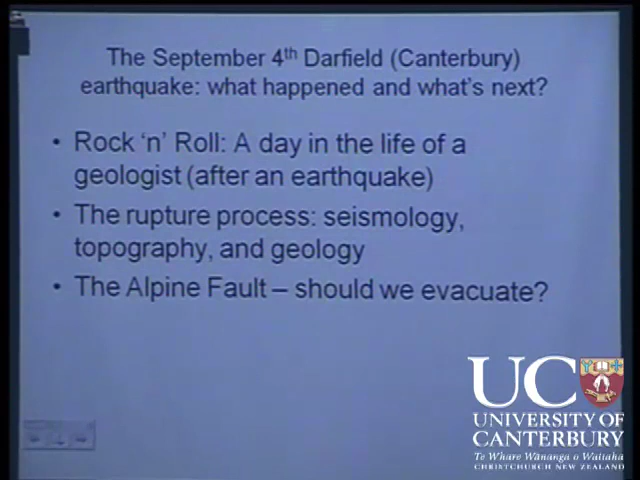 The September 4th Darfield (Canterbury)
earthquake: what happened and what's next?
• Rock 'n' Roll: A day in the life of a
geologist (after an earthquake)
• The rupture process: seismology,
topography, and geology
• The Alpine Fault – should we evacuate?
UC
UNIVERSITY OF
CANTERBURY
Te Whare Wānanga o Waitaha
CHRISTCHURCH NEW ZEALAND